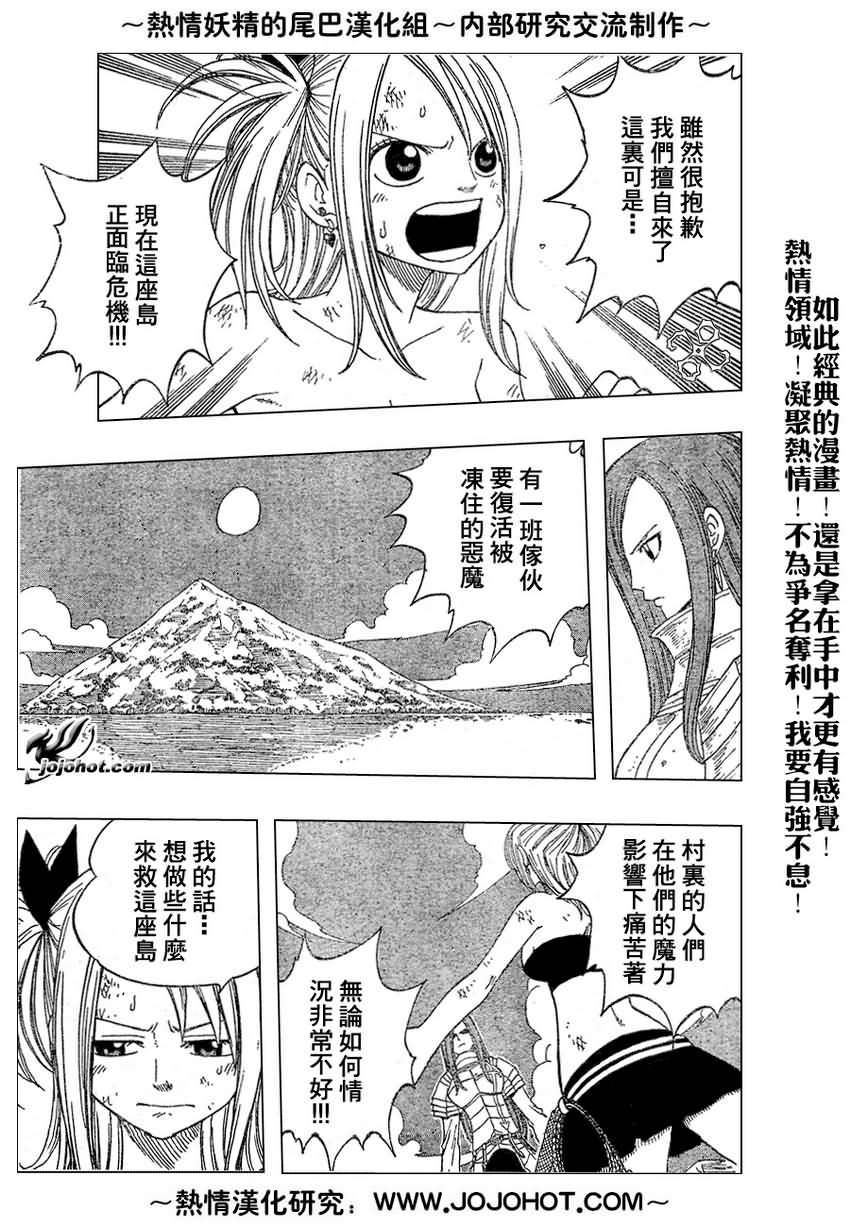 ~熱情妖精的尾巴漢化組~内部研究交流制作~
雖然很抱歉
我們擅自來了
這裏可是…
現在這座島
正面臨危機!!!
有一班傢伙
要復活被
凍住的惡魔
jojohot.com
村裏的人們
在他們的魔力
影響下痛苦著
無論如何情
況非常不好!!!
我的話…
想做些什麼
來救這座島
如此經典的漫畫！還是拿在手中才更有感覺！
熱情領域！凝聚熱情！不為爭名奪利！我要自強不息！
~熱情漢化研究：WWW.JOJOHOT.COM~